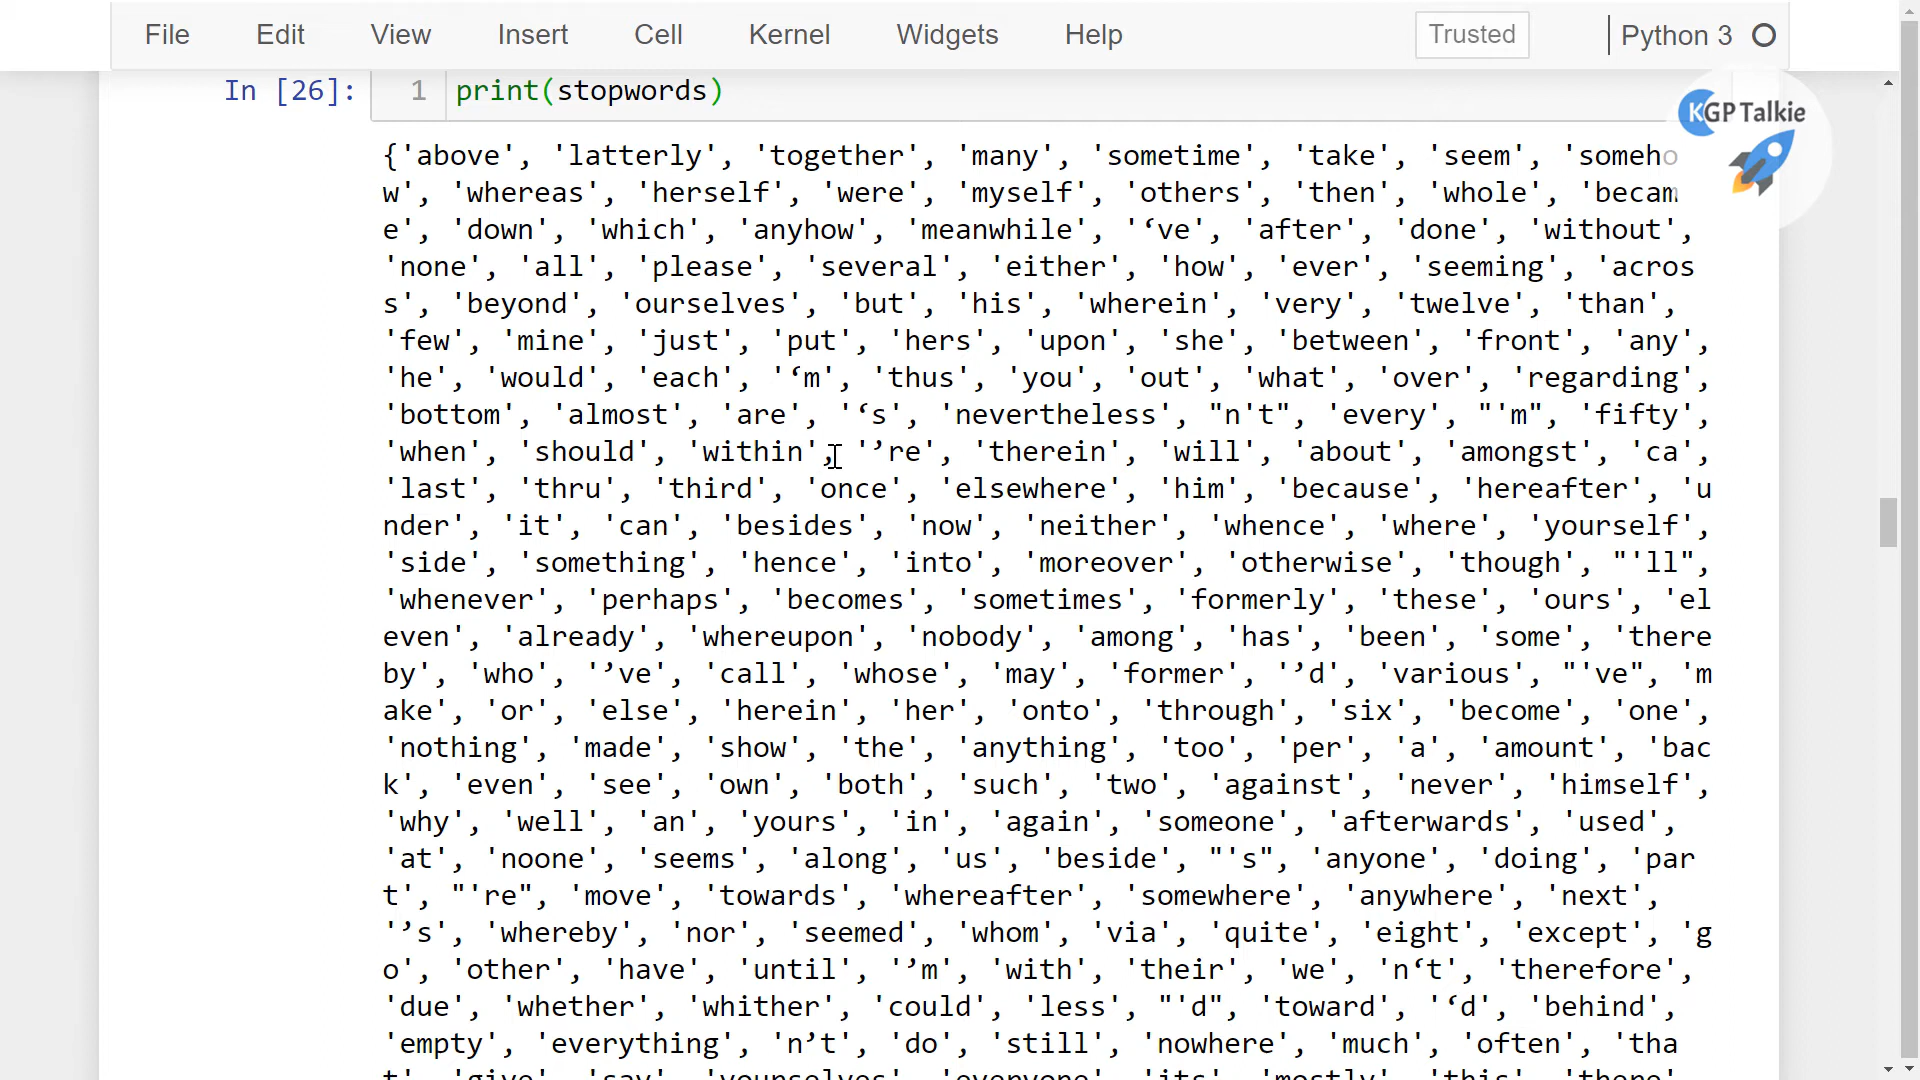 File Edit View Insert Cell Kernel Widgets Help Trusted Python 3
In [26]: 1 print(stopwords)
KGP Talkie
{'above', 'latterly', 'together', 'many', 'sometime', 'take', 'seem', 'someho
w', 'whereas', 'herself', 'were', 'myself', 'others', 'then', 'whole', 'becam
e', 'down', 'which', 'anyhow', 'meanwhile', '‘ve', 'after', 'done', 'without',
'none', 'all', 'please', 'several', 'either', 'how', 'ever', 'seeming', 'acros
s', 'beyond', 'ourselves', 'but', 'his', 'wherein', 'very', 'twelve', 'than',
'few', 'mine', 'just', 'put', 'hers', 'upon', 'she', 'between', 'front', 'any',
'he', 'would', 'each', '‘m', 'thus', 'you', 'out', 'what', 'over', 'regarding',
'bottom', 'almost', 'are', '‘s', 'nevertheless', "n't", 'every', "'m", 'fifty',
'when', 'should', 'within', '’re', 'therein', 'will', 'about', 'amongst', 'ca',
'last', 'thru', 'third', 'once', 'elsewhere', 'him', 'because', 'hereafter', 'u
nder', 'it', 'can', 'besides', 'now', 'neither', 'whence', 'where', 'yourself',
'side', 'something', 'hence', 'into', 'moreover', 'otherwise', 'though', "'ll",
'whenever', 'perhaps', 'becomes', 'sometimes', 'formerly', 'these', 'ours', 'el
even', 'already', 'whereupon', 'nobody', 'among', 'has', 'been', 'some', 'there
by', 'who', '’ve', 'call', 'whose', 'may', 'former', '’d', 'various', "'ve", 'm
ake', 'or', 'else', 'herein', 'her', 'onto', 'through', 'six', 'become', 'one',
'nothing', 'made', 'show', 'the', 'anything', 'too', 'per', 'a', 'amount', 'bac
k', 'even', 'see', 'own', 'both', 'such', 'two', 'against', 'never', 'himself',
'why', 'well', 'an', 'yours', 'in', 'again', 'someone', 'afterwards', 'used',
'at', 'noone', 'seems', 'along', 'us', 'beside', "'s", 'anyone', 'doing', 'par
t', "'re", 'move', 'towards', 'whereafter', 'somewhere', 'anywhere', 'next',
'’s', 'whereby', 'nor', 'seemed', 'whom', 'via', 'quite', 'eight', 'except', 'g
o', 'other', 'have', 'until', '’m', 'with', 'their', 'we', 'n‘t', 'therefore',
'due', 'whether', 'whither', 'could', 'less', "'d", 'toward', '‘d', 'behind',
'empty', 'everything', 'n’t', 'do', 'still', 'nowhere', 'much', 'often', 'tha
t', 'give', 'say', 'yourselves', 'everyone', 'its', 'mostly', 'this', 'there'